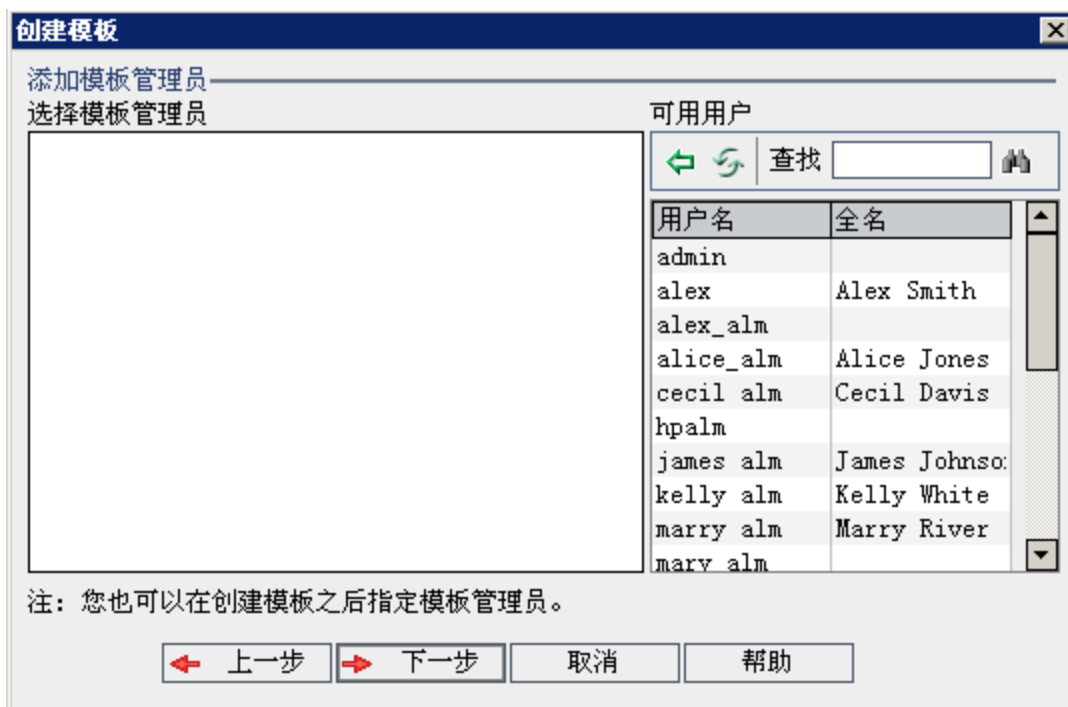 创建模板
添加模板管理员
选择模板管理员
可用用户
查找
用户名 全名
admin
alex Alex Smith
alex_alm
alice_alm Alice Jones
cecil alm Cecil Davis
hpalm
james alm James Johnso
kelly alm Kelly White
marry alm Marry River
mary alm
注：您也可以在创建模板之后指定模板管理员。
上一步 下一步 取消 帮助